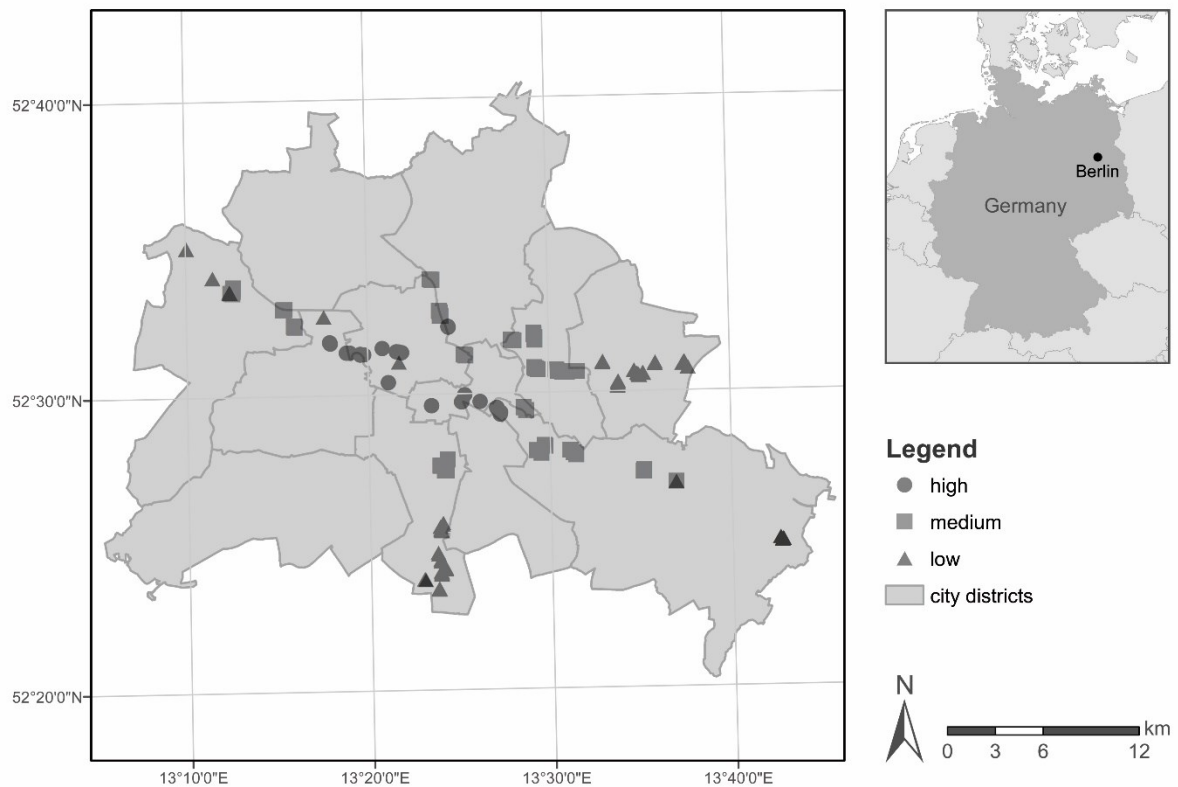 52°40'0"N
52°30'0"N
52°20'0"N
13°10'0"E
13°20'0"E
13°30'0"E
13°40'0"E
Berlin
Germany
Legend
high
medium
low
city districts
N
km
0 3 6 12